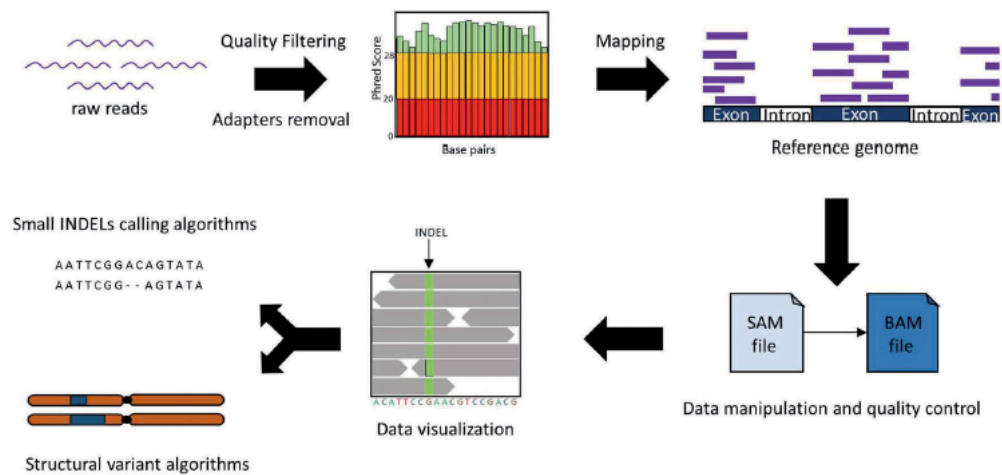 raw reads
Quality Filtering
Adapters removal
Phred Score
28
20
0
Base pairs
Mapping
Exon Intron Exon Intron Exon
Reference genome
Small INDELs calling algorithms
AATTCGGACAGTATA
AATTCGG--AGTATA
Structural variant algorithms
INDEL
ACATTCCGAACGTCCGACG
Data visualization
SAM
file
BAM
file
Data manipulation and quality control